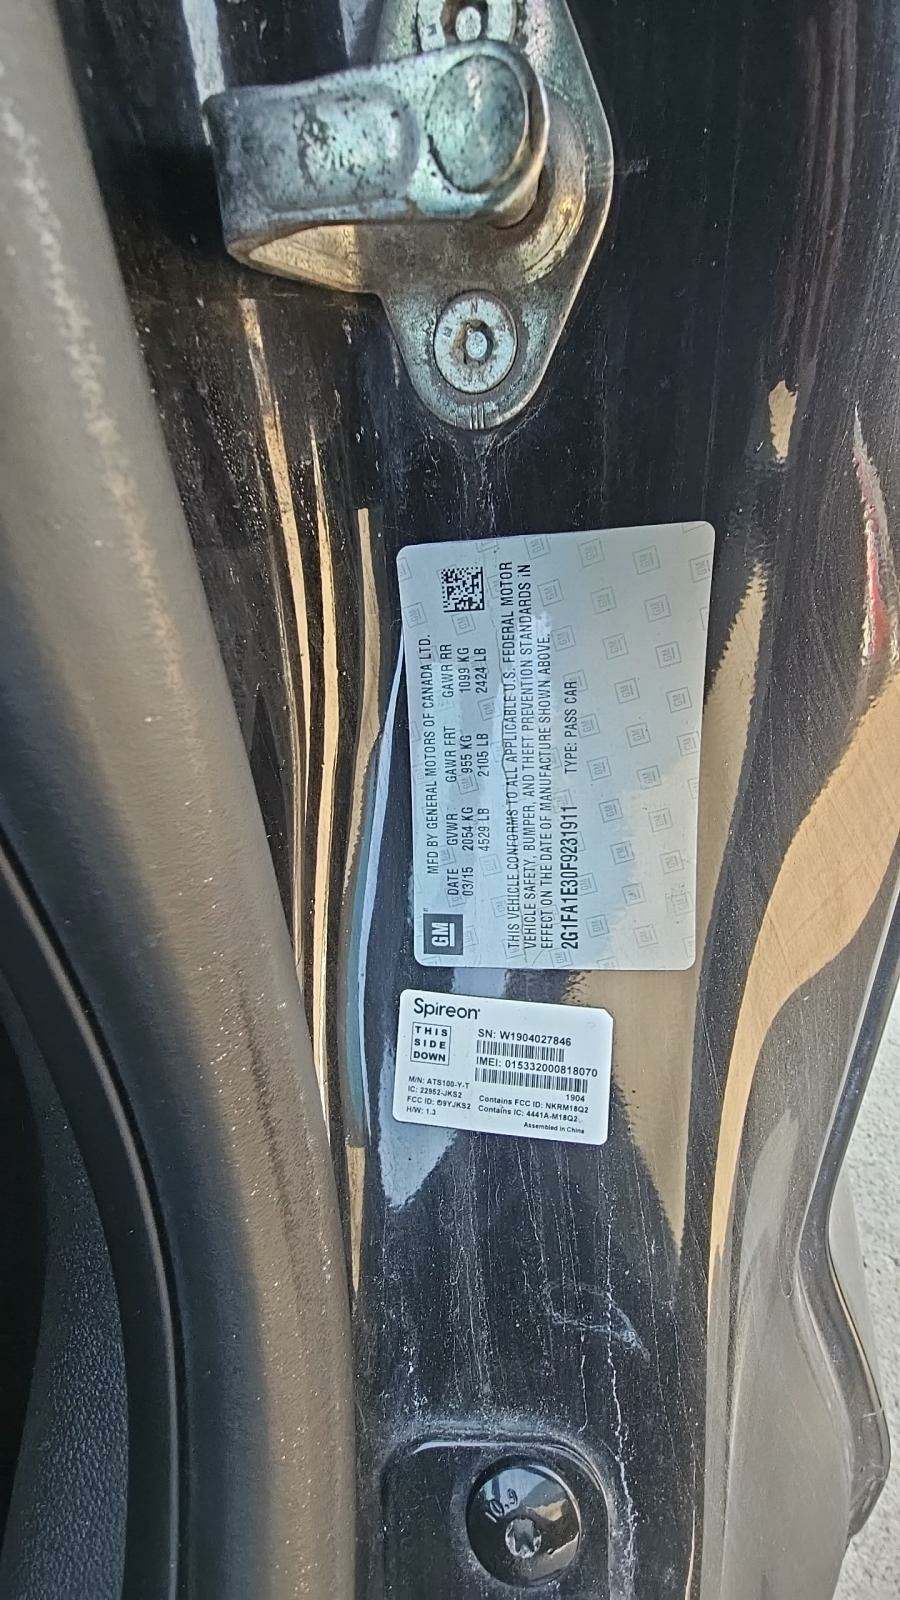 MFD BY GENERAL MOTORS OF CANADA LTD.
DATE GVWR GAWR FRT GAWR RR
03/15 2054 KG 955 KG 1099 KG
4529 LB 2105 LB 2424 LB
THIS VEHICLE CONFORMS TO ALL APPLICABLE U.S. FEDERAL MOTOR
VEHICLE SAFETY, BUMPER, AND THEFT PREVENTION STANDARDS IN
EFFECT ON THE DATE OF MANUFACTURE SHOWN ABOVE.
2G1FA1E30F9231911 TYPE: PASS CAR
GM
Spireon
THIS
SIDE
DOWN
SN: W1904027846
IMEI: 015332000818070
1904
M/N: ATS100-Y-T
IC: 22952-JKS2
FCC ID: O9YJKS2
H/W: 1.3
Contains FCC ID: NKRM18Q2
Contains IC: 4441A-M18Q2
Assembled in China
10.9